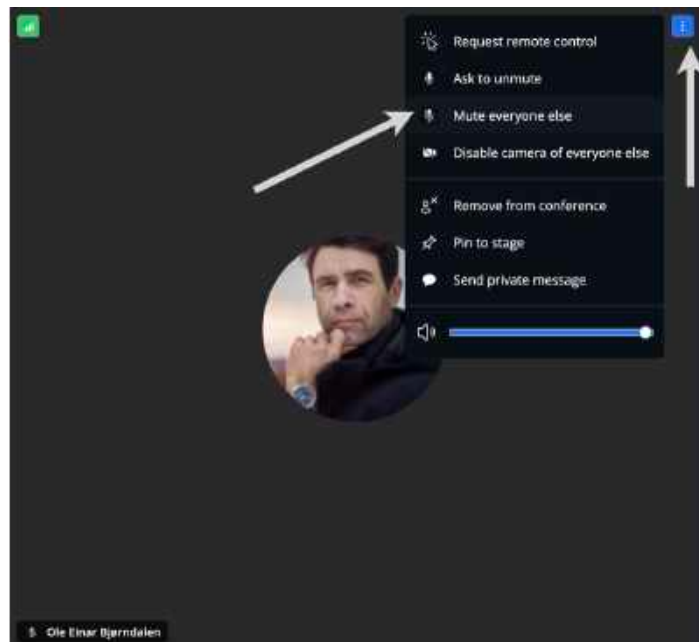 Request remote control
Ask to unmute
Mute everyone else
Disable camera of everyone else
Remove from conference
Pin to stage
Send private message
Ole Einar Bjørndalen